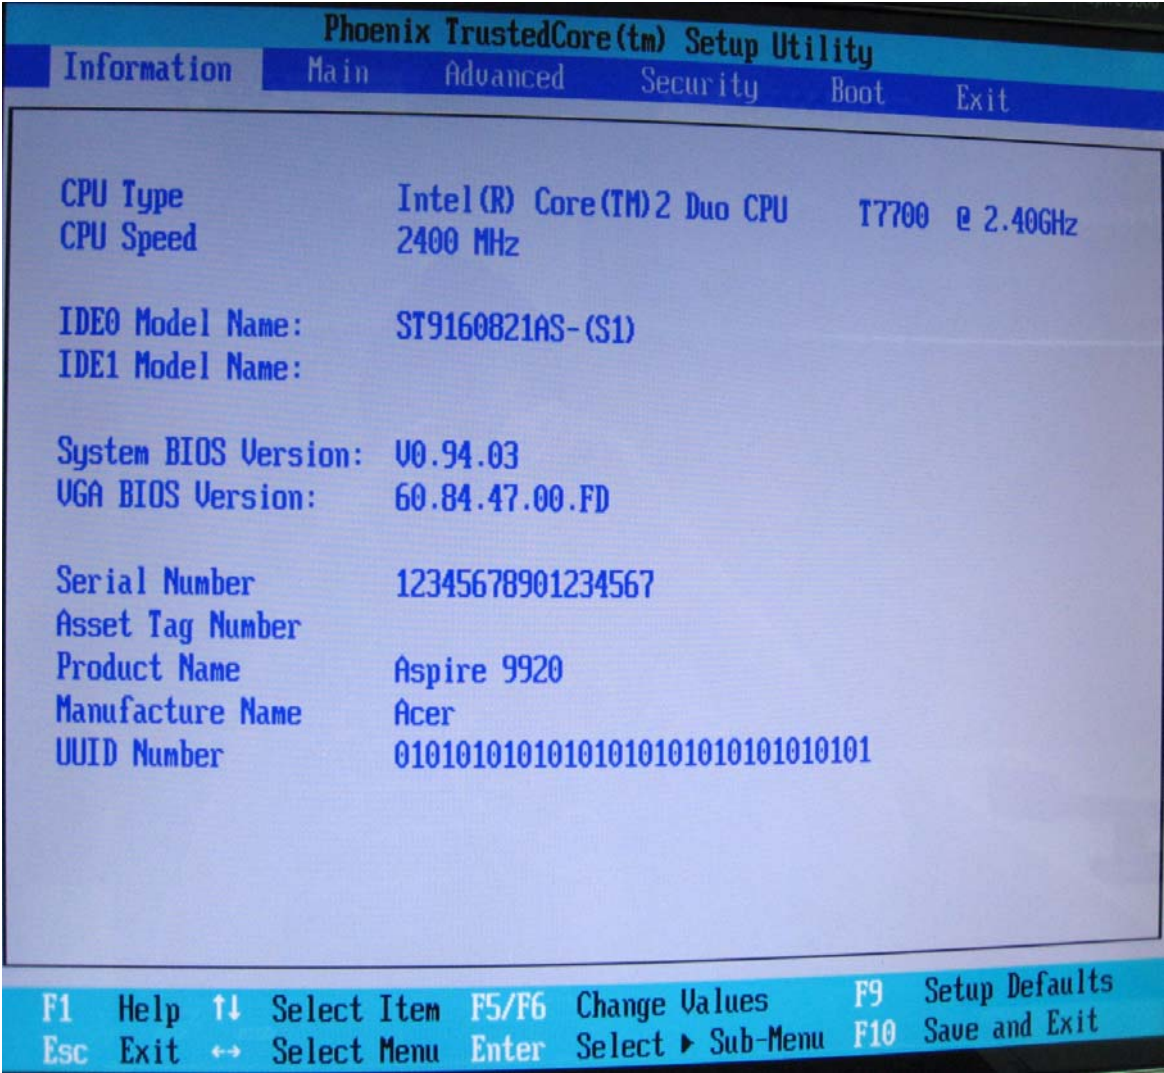 Phoenix TrustedCore(tm) Setup Utility
Information Main Advanced Security Boot Exit
CPU Type Intel(R) Core(TM)2 Duo CPU T7700 @ 2.40GHz
CPU Speed 2400 MHz
IDE0 Model Name: ST9160821AS-(S1)
IDE1 Model Name:
System BIOS Version: V0.94.03
VGA BIOS Version: 60.84.47.00.FD
Serial Number 12345678901234567
Asset Tag Number
Product Name Aspire 9920
Manufacture Name Acer
UUID Number 01010101010101010101010101010101
F1 Help ↑↓ Select Item F5/F6 Change Values F9 Setup Defaults
Esc Exit ↔ Select Menu Enter Select ▶ Sub-Menu F10 Save and Exit